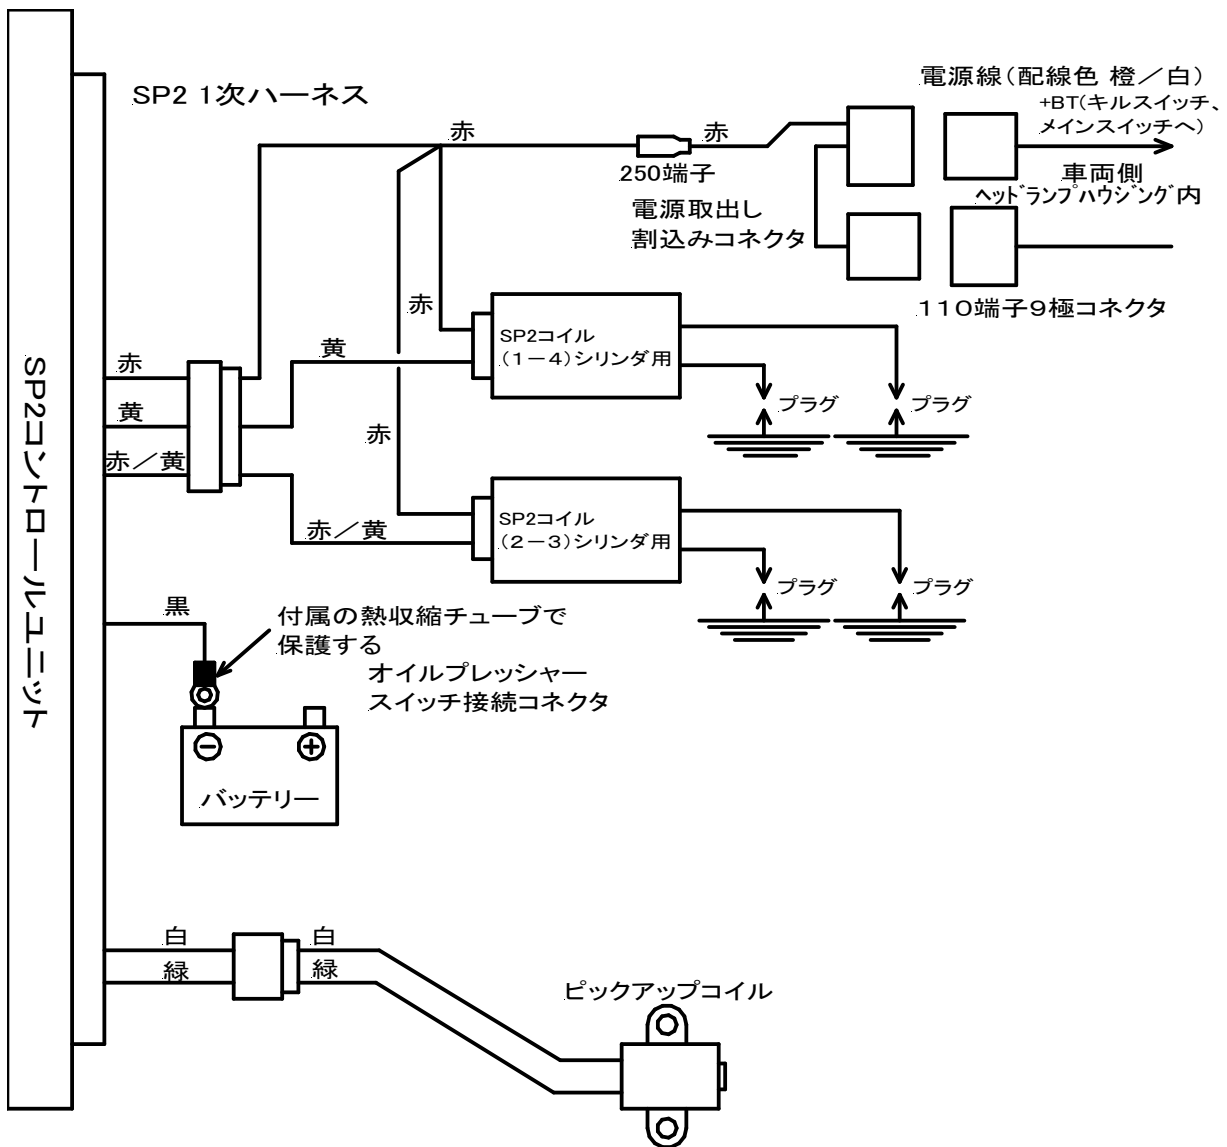 SP2 1次ハーネス
電源線(配線色 橙/白)
+BT(キルスイッチ、
メインスイッチへ)
赤
赤
250端子
車両側
ヘッドランプハウジング内
電源取出し
割込みコネクタ
110端子9極コネクタ
赤
SP2コイル
(1-4)シリンダ用
黄
赤
黄
赤/黄
プラグ
プラグ
赤
SP2コイル
(2-3)シリンダ用
赤/黄
プラグ
プラグ
SP2コントロールユニット
黒
付属の熱収縮チューブで
保護する
オイルプレッシャー
スイッチ接続コネクタ
バッテリー
白
白
緑
緑
ピックアップコイル